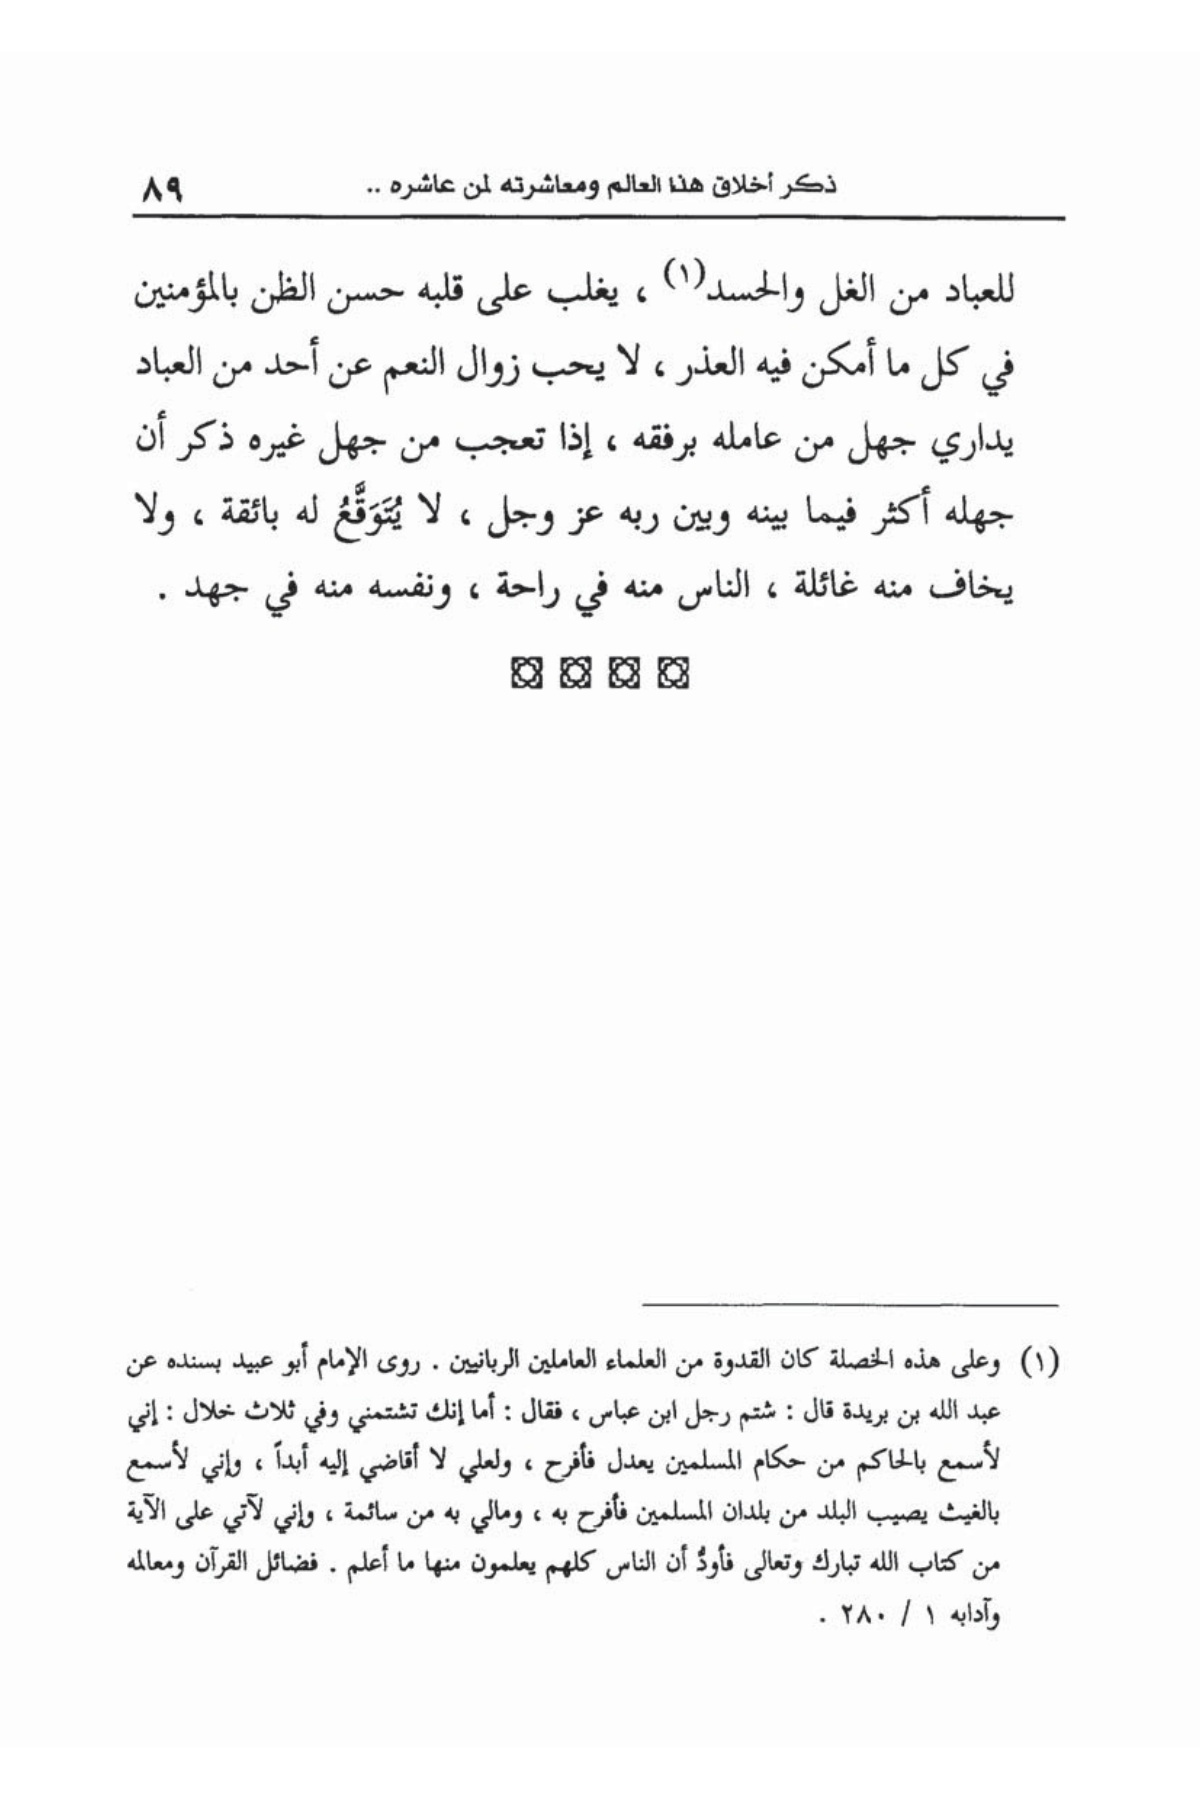 ذكر أخلاق هذا العالم ومعاشرته لمن عاشره .. ٨٩
للعباد من الغل والحسد(١) ، يغلب على قلبه حسن الظن بالمؤمنين
في كل ما أمكن فيه العذر ، لا يحب زوال النعم عن أحد من العباد
يداري جهل من عامله برفقه ، إذا تعجب من جهل غيره ذكر أن
جهله أكثر فيما بينه وبين ربه عز وجل ، لا يُتَوَقَّعُ له بائقة ، ولا
يخاف منه غائلة ، الناس منه في راحة ، ونفسه منه في جهد .
(١) وعلى هذه الخصلة كان القدوة من العلماء العاملين الربانيين . روى الإمام أبو عبيد بسنده عن
عبد الله بن بريدة قال : شتم رجل ابن عباس ، فقال : أما إنك تشتمني وفي ثلاث خلال : إني
لأسمع بالحاكم من حكام المسلمين يعدل فأفرح ، ولعلي لا أقاضي إليه أبداً ، وإني لأسمع
بالغيث يصيب البلد من بلدان المسلمين فأفرح به ، ومالي به من سائمة ، وإني لآتي على الآية
من كتاب الله تبارك وتعالى فأودُّ أن الناس كلهم يعلمون منها ما أعلم . فضائل القرآن ومعالمه
وآدابه ١ / ٢٨٠ .